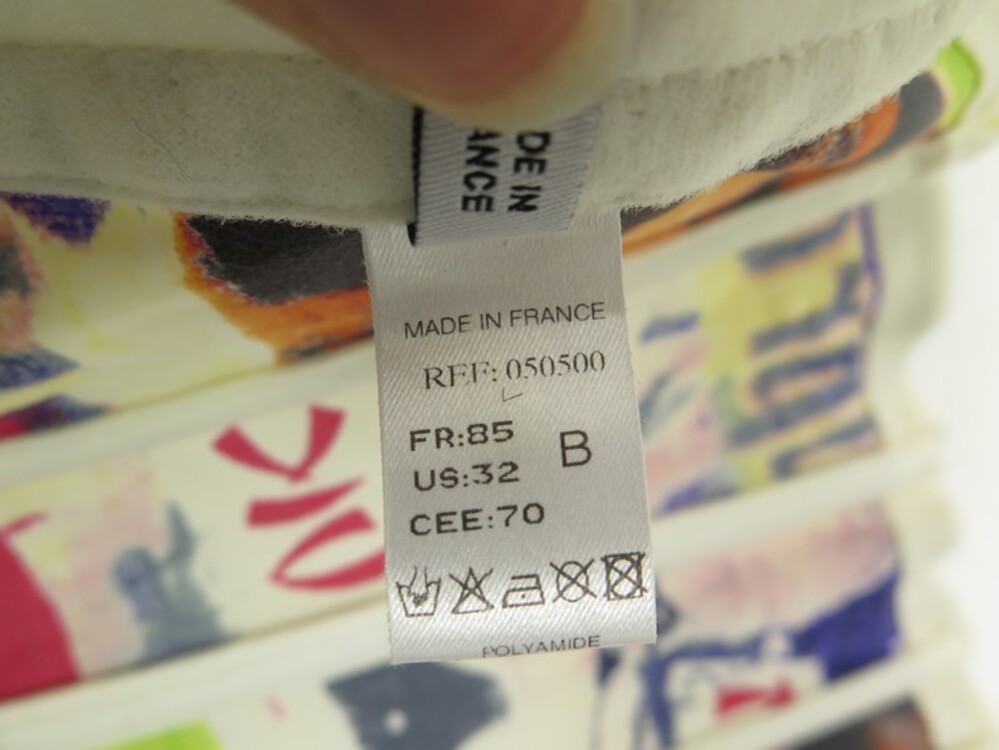 DE IN
ANCE
MADE IN FRANCE
REF: 050500
FR:85
US:32
B
CEE:70
POLYAMIDE